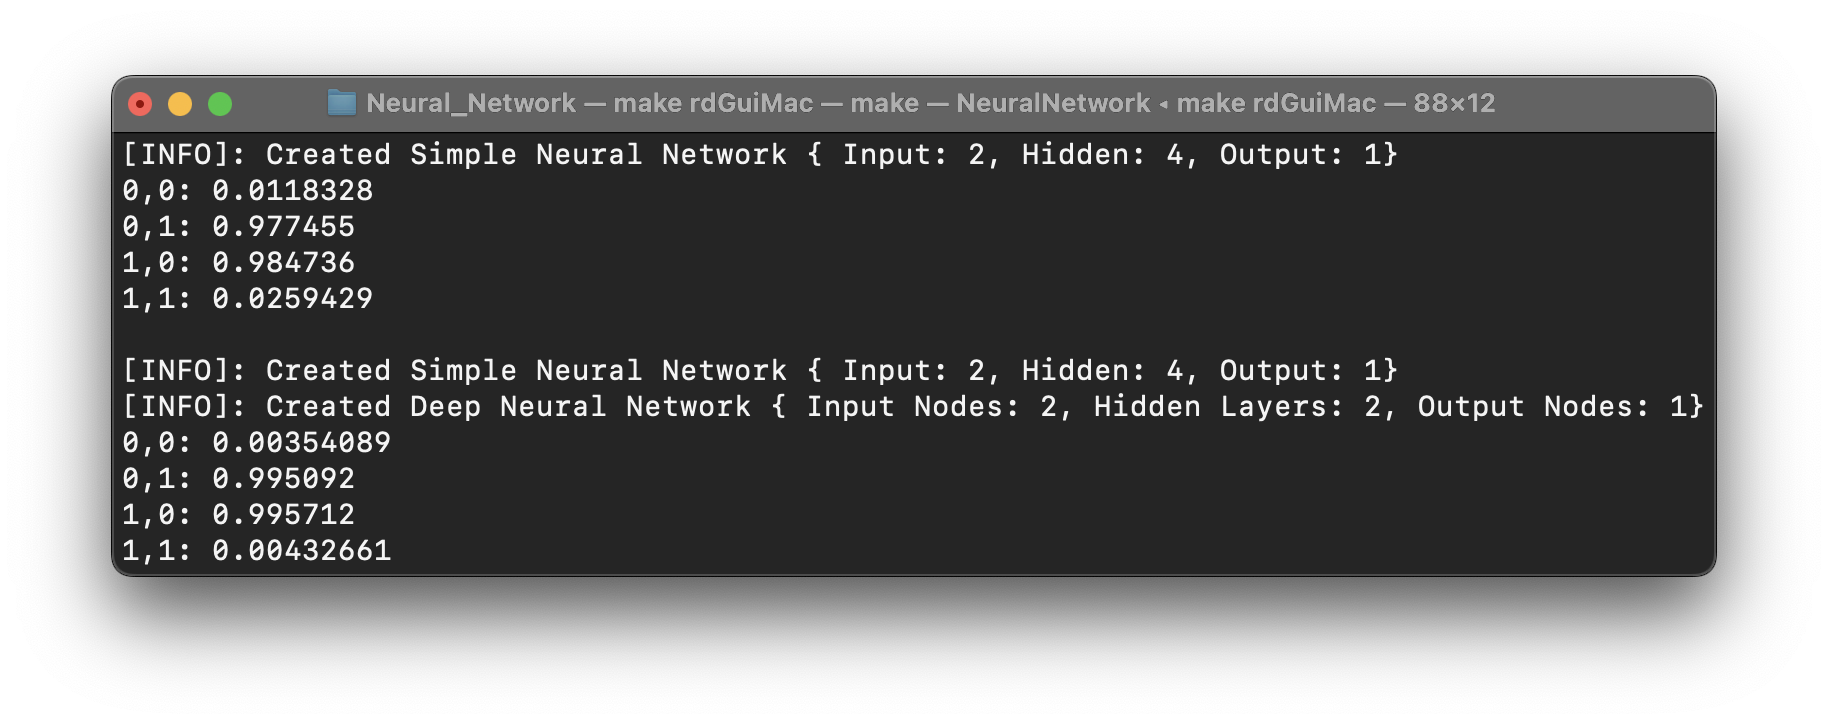 Neural_Network — make rdGuiMac — make — NeuralNetwork ◂ make rdGuiMac — 88×12
[INFO]: Created Simple Neural Network { Input: 2, Hidden: 4, Output: 1}
0,0: 0.0118328
0,1: 0.977455
1,0: 0.984736
1,1: 0.0259429
[INFO]: Created Simple Neural Network { Input: 2, Hidden: 4, Output: 1}
[INFO]: Created Deep Neural Network { Input Nodes: 2, Hidden Layers: 2, Output Nodes: 1}
0,0: 0.00354089
0,1: 0.995092
1,0: 0.995712
1,1: 0.00432661